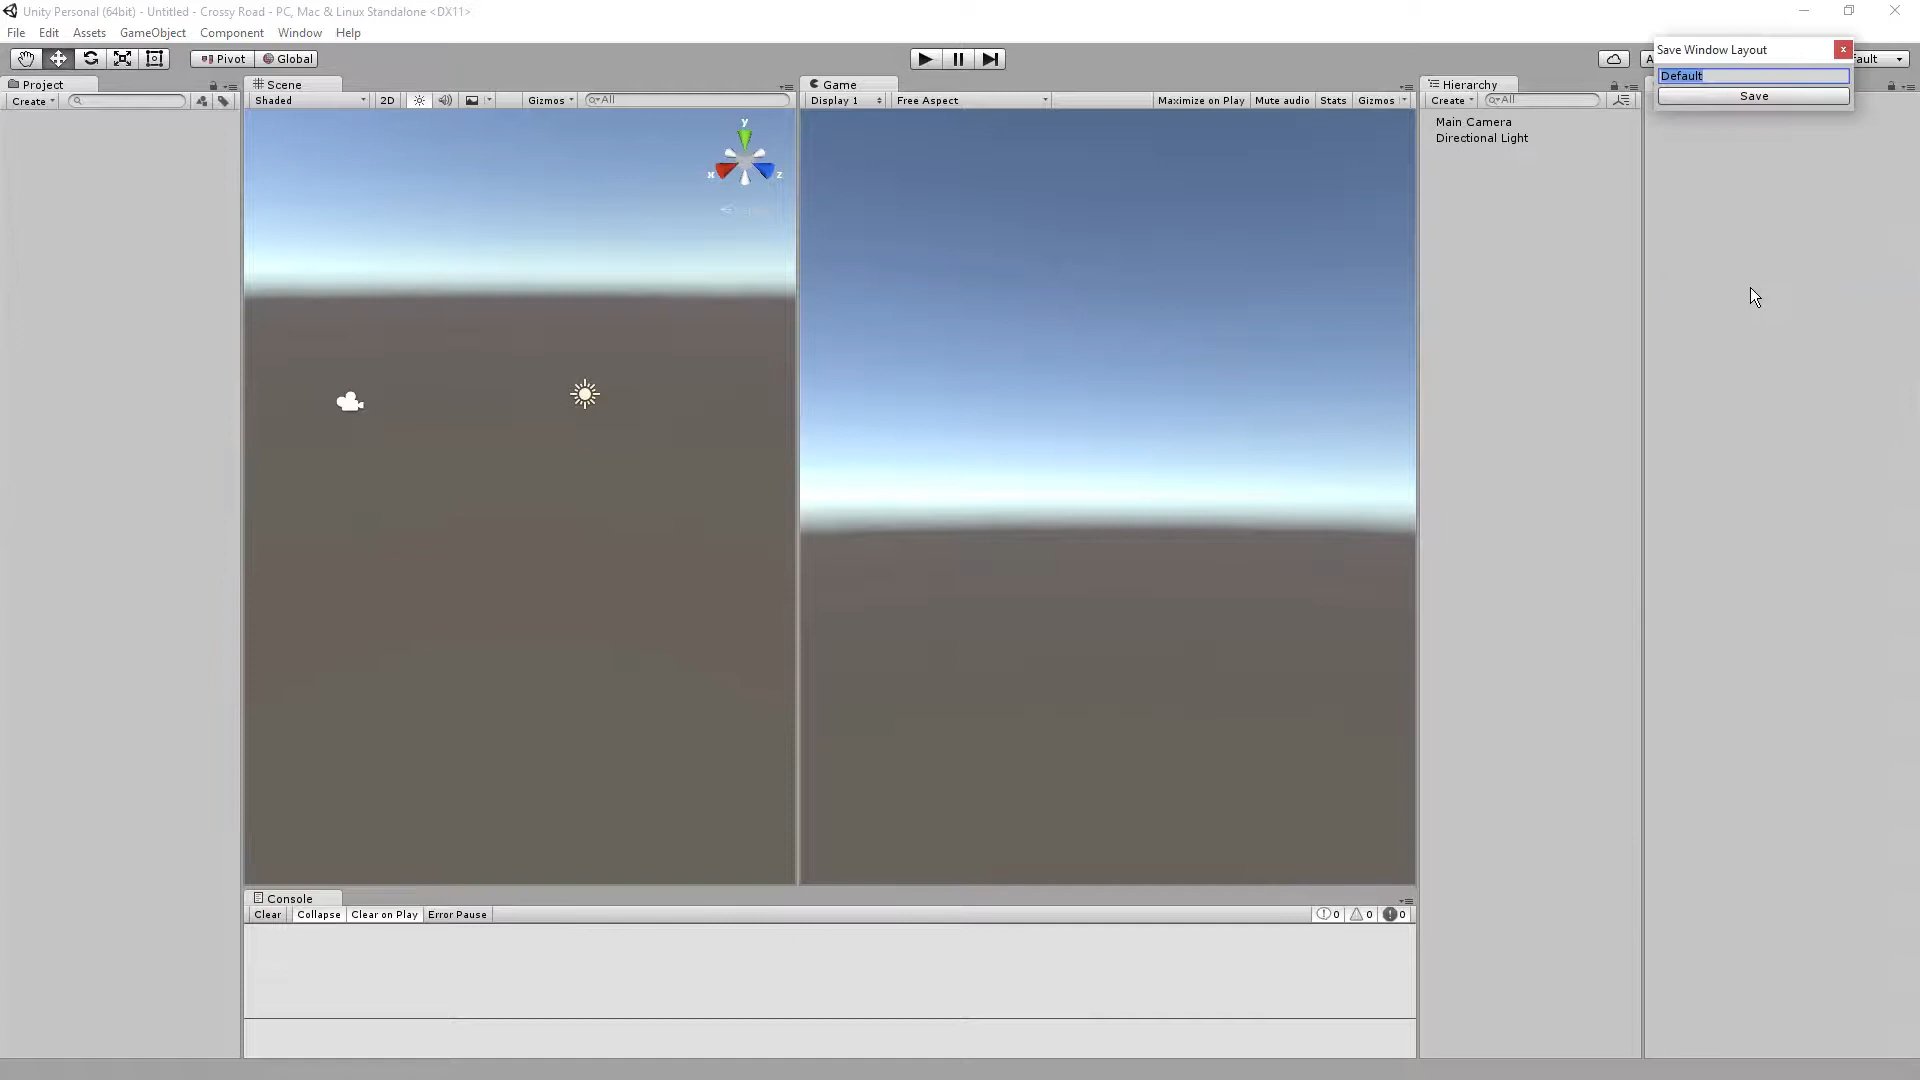 Unity Personal (64bit) - Untitled - Crossy Road - PC, Mac & Linux Standalone <DX11>
File Edit Assets GameObject Component Window Help
Pivot Global
Save Window Layout
Default
Save
Project
Create
Scene
Shaded 2D Gizmos All
y
x
z
Game
Display 1 Free Aspect Maximize on Play Mute audio Stats Gizmos
Hierarchy
Create All
Main Camera
Directional Light
Console
Clear Collapse Clear on Play Error Pause
0 0 0